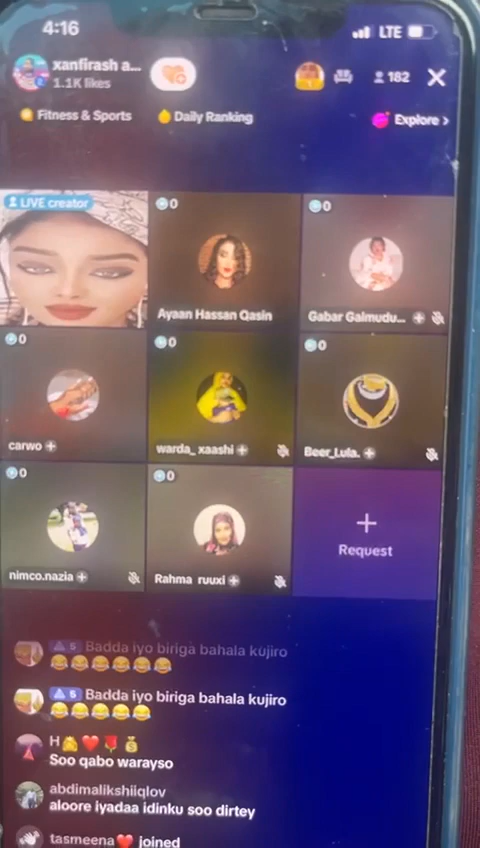 4:16
LTE
xanfirash a...
1.1K likes
182
Fitness & Sports
Daily Ranking
Explore >
LIVE creator
0
0
Ayaan Hassan Qasin
Gabar Galmudu...
0
0
0
carwo
warda_ xaashi
Beer_Lula.
0
0
nimco.nazia
Rahma ruuxi
Request
5 Badda iyo biriga bahala kujiro
5 Badda iyo biriga bahala kujiro
H
Soo qabo warayso
abdimalikshiiqlov
aloore iyadaa idinku soo dirtey
tasmeena joined